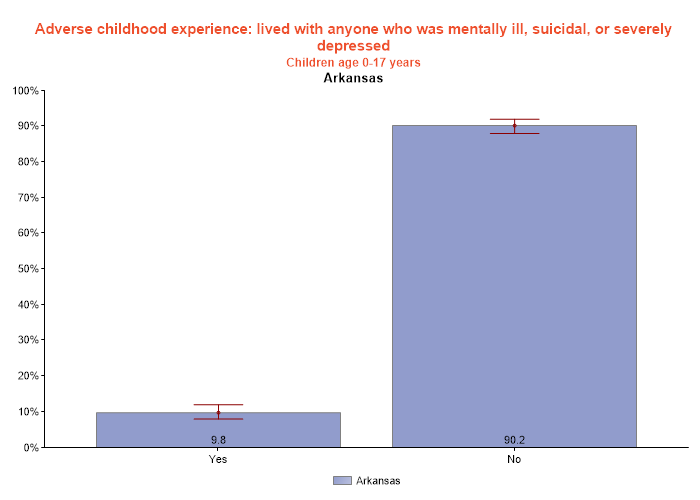 Adverse childhood experience: lived with anyone who was mentally ill, suicidal, or severely
depressed
Children age 0-17 years
Arkansas
100%
90%
80%
70%
60%
50%
40%
30%
20%
10%
0%
9.8
90.2
Yes
No
Arkansas